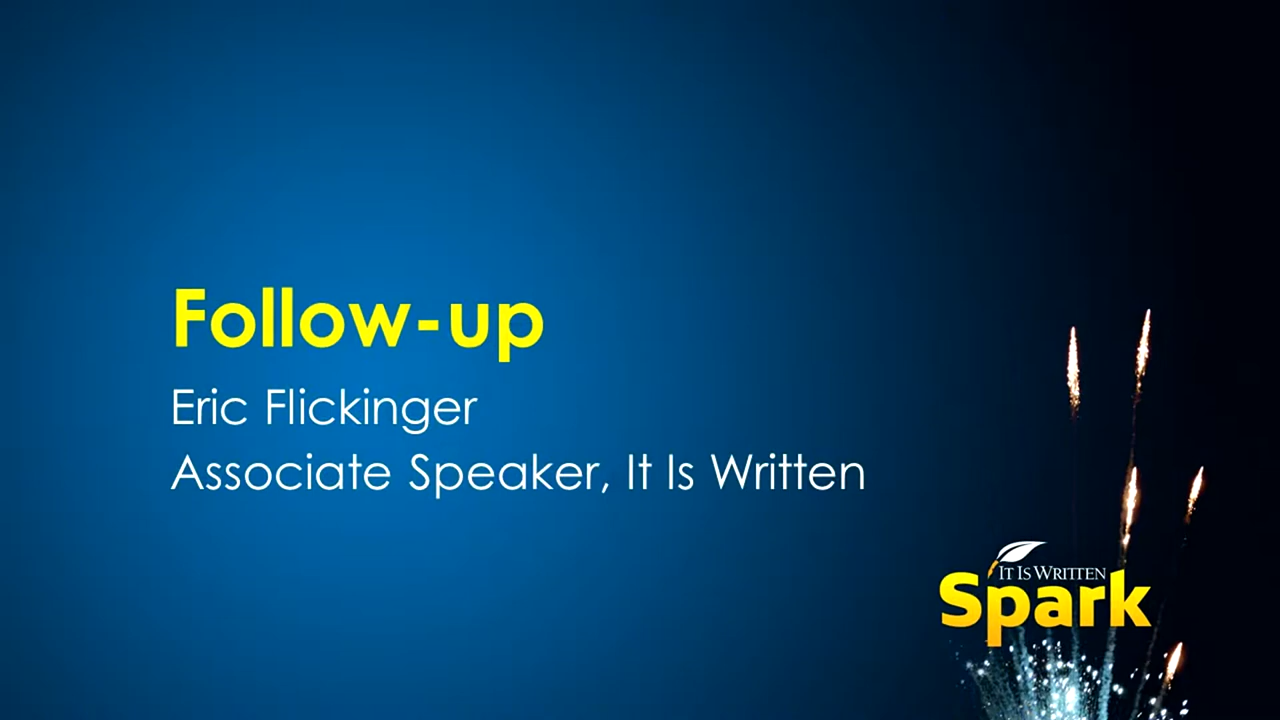 Follow-up
Eric Flickinger
Associate Speaker, It Is Written
IT IS WRITTEN
Spark